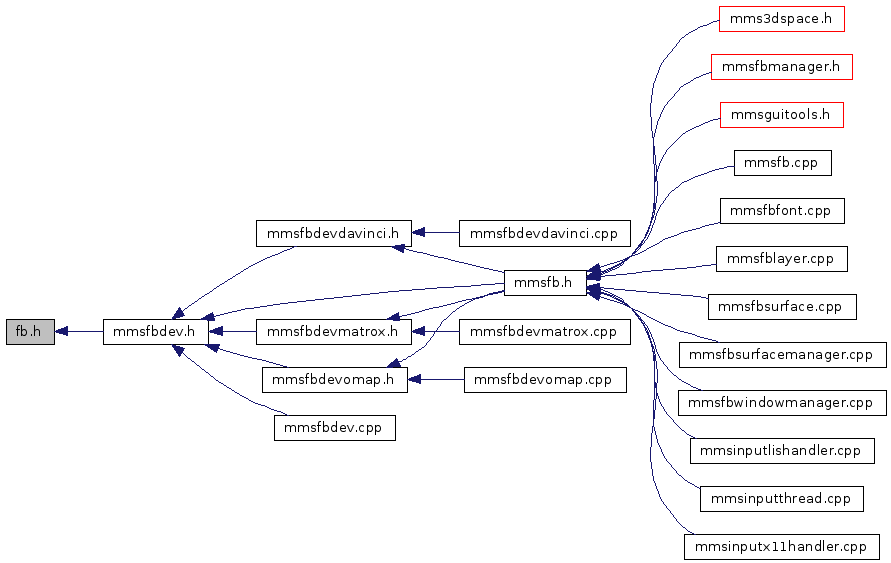 mms3dspace.h
mmsfbmanager.h
mmsguitools.h
mmsfb.cpp
mmsfbfont.cpp
mmsfbdevdavinci.h
mmsfbdevdavinci.cpp
mmsfblayer.cpp
mmsfb.h
mmsfbsurface.cpp
fb.h
mmsfbdev.h
mmsfbdevmatrox.h
mmsfbdevmatrox.cpp
mmsfbsurfacemanager.cpp
mmsfbdevomap.h
mmsfbdevomap.cpp
mmsfbwindowmanager.cpp
mmsfbdev.cpp
mmsinputlishandler.cpp
mmsinputthread.cpp
mmsinputx11handler.cpp